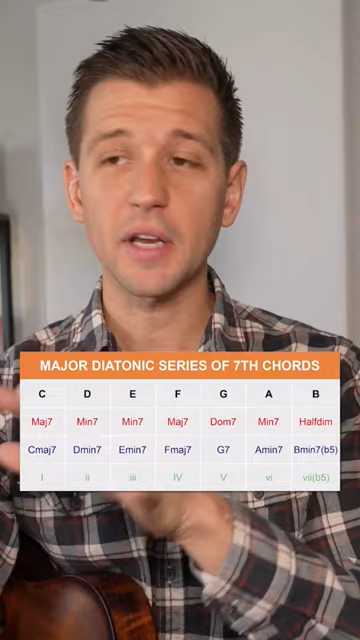 MAJOR DIATONIC SERIES OF 7TH CHORDS
C D E F G A B
Maj7 Min7 Min7 Maj7 Dom7 Min7 Halfdim
Cmaj7 Dmin7 Emin7 Fmaj7 G7 Amin7 Bmin7(b5)
I ii iii IV V vi vii(b5)